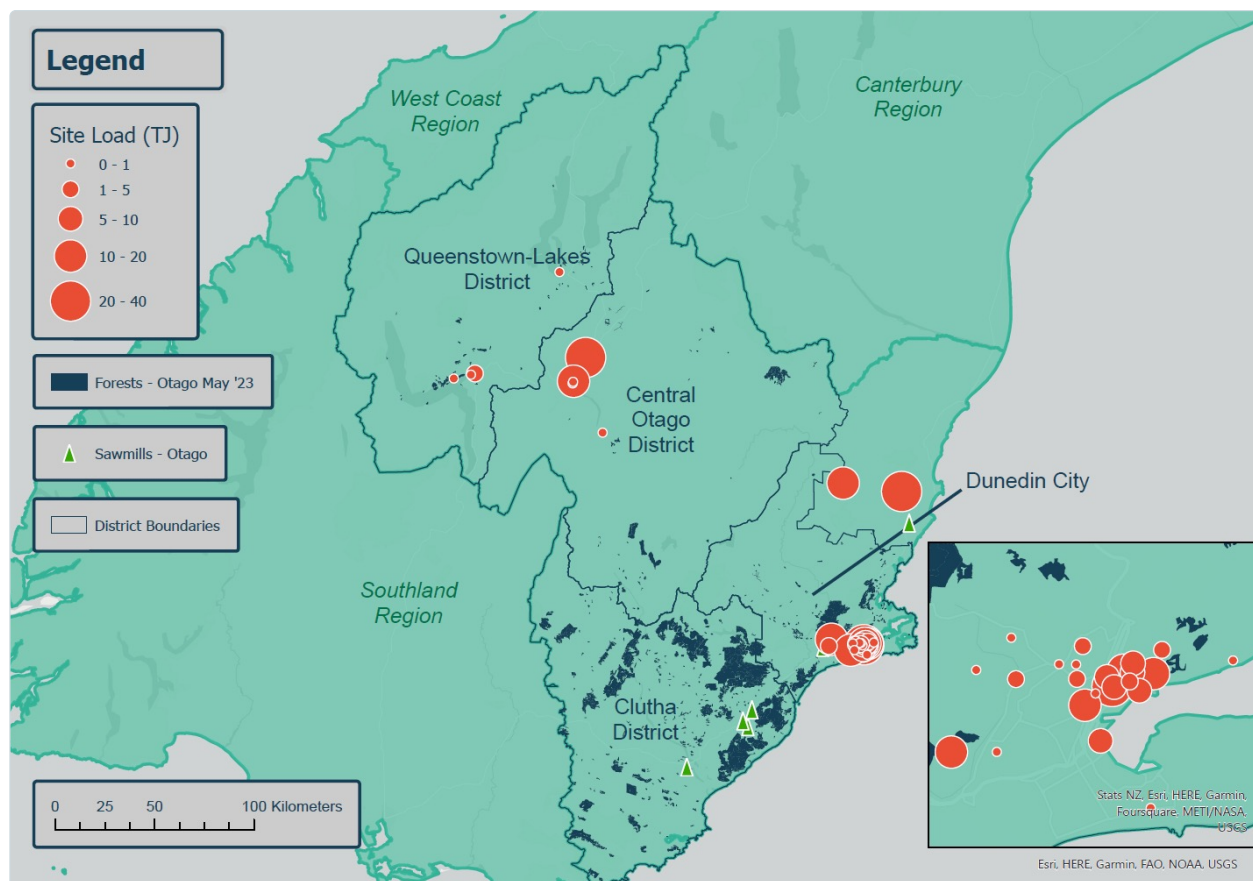 Legend
Site Load (TJ)
0 - 1
1 - 5
5 - 10
10 - 20
20 - 40
Forests - Otago May '23
Sawmills - Otago
District Boundaries
0 25 50 100 Kilometers
West Coast
Region
Canterbury
Region
Queenstown-Lakes
District
Central
Otago
District
Dunedin City
Southland
Region
Clutha
District
Stats NZ, Esri, HERE, Garmin,
Foursquare, METI/NASA,
USGS
Esri, HERE, Garmin, FAO, NOAA, USGS